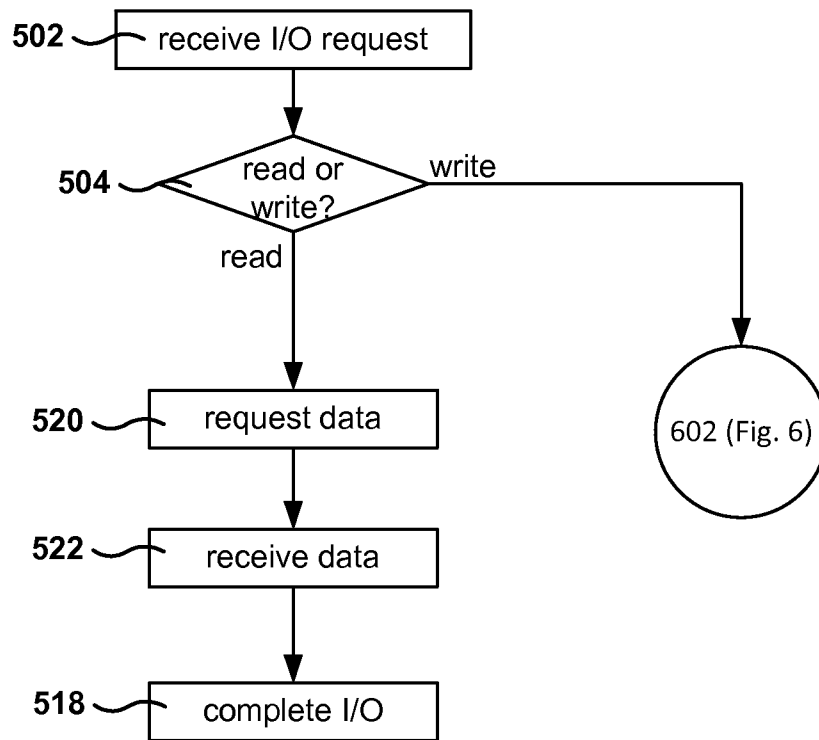 502 receive I/O request
504 read or
write?
write
read
520 request data
602 (Fig. 6)
522 receive data
518 complete I/O